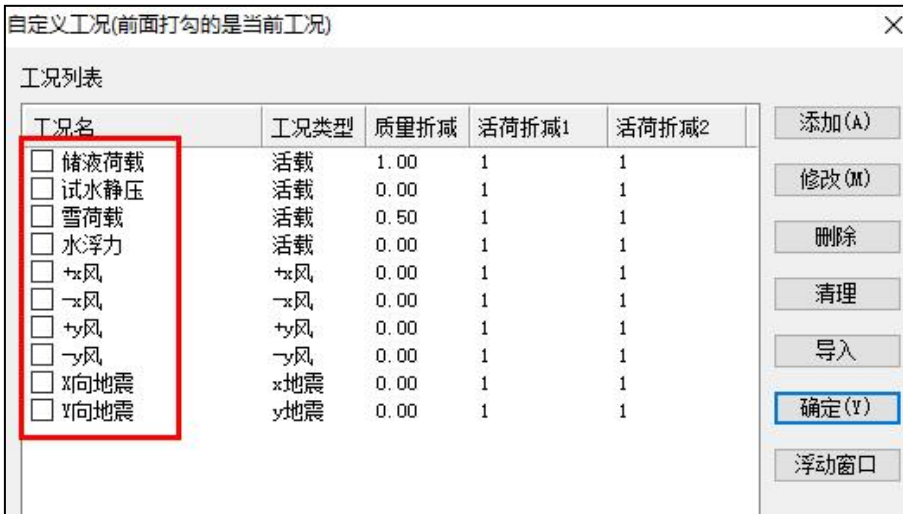 自定义工况(前面打勾的是当前工况)
工况列表
工况名 工况类型 质量折减 活荷折减1 活荷折减2
储液荷载 活载 1.00 1 1
试水静压 活载 0.00 1 1
雪荷载 活载 0.50 1 1
水浮力 活载 0.00 1 1
+x风 +x风 0.00 1 1
-x风 -x风 0.00 1 1
+y风 +y风 0.00 1 1
-y风 -y风 0.00 1 1
X向地震 x地震 0.00 1 1
Y向地震 y地震 0.00 1 1
添加(A)
修改(M)
删除
清理
导入
确定(Y)
浮动窗口